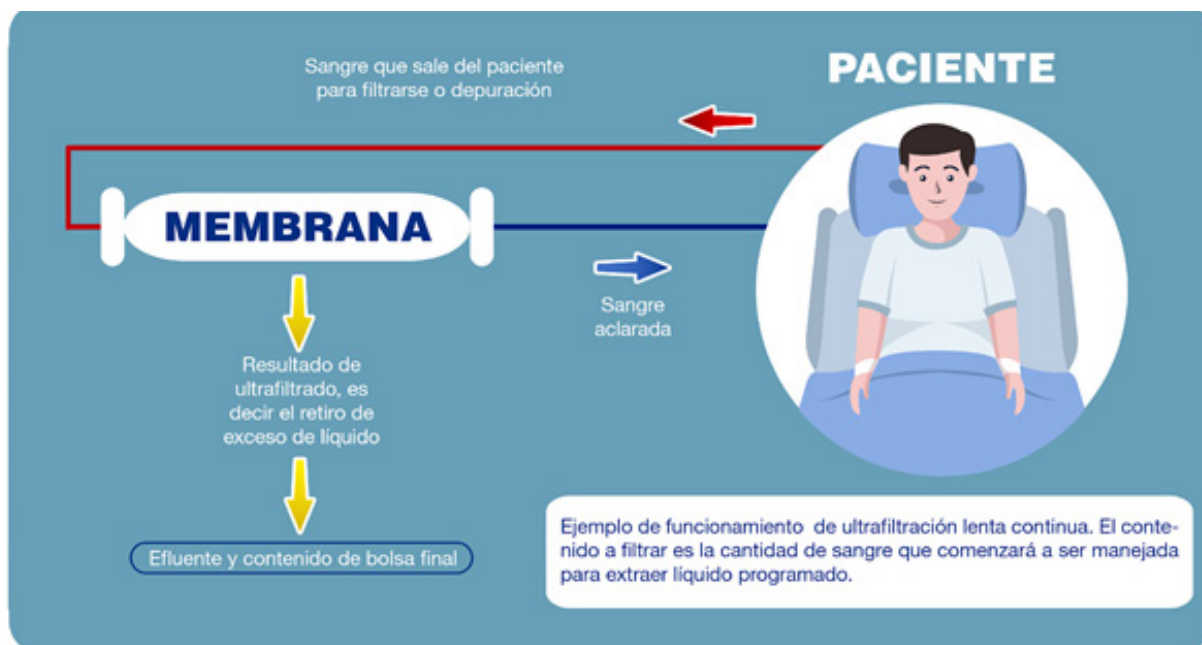 PACIENTE
Sangre que sale del paciente
para filtrarse o depuración
MEMBRANA
Sangre
aclarada
Resultado de
ultrafiltrado, es
decir el retiro de
exceso de líquido
Efluente y contenido de bolsa final
Ejemplo de funcionamiento de ultrafiltración lenta continua. El conte-
nido a filtrar es la cantidad de sangre que comenzará a ser manejada
para extraer líquido programado.